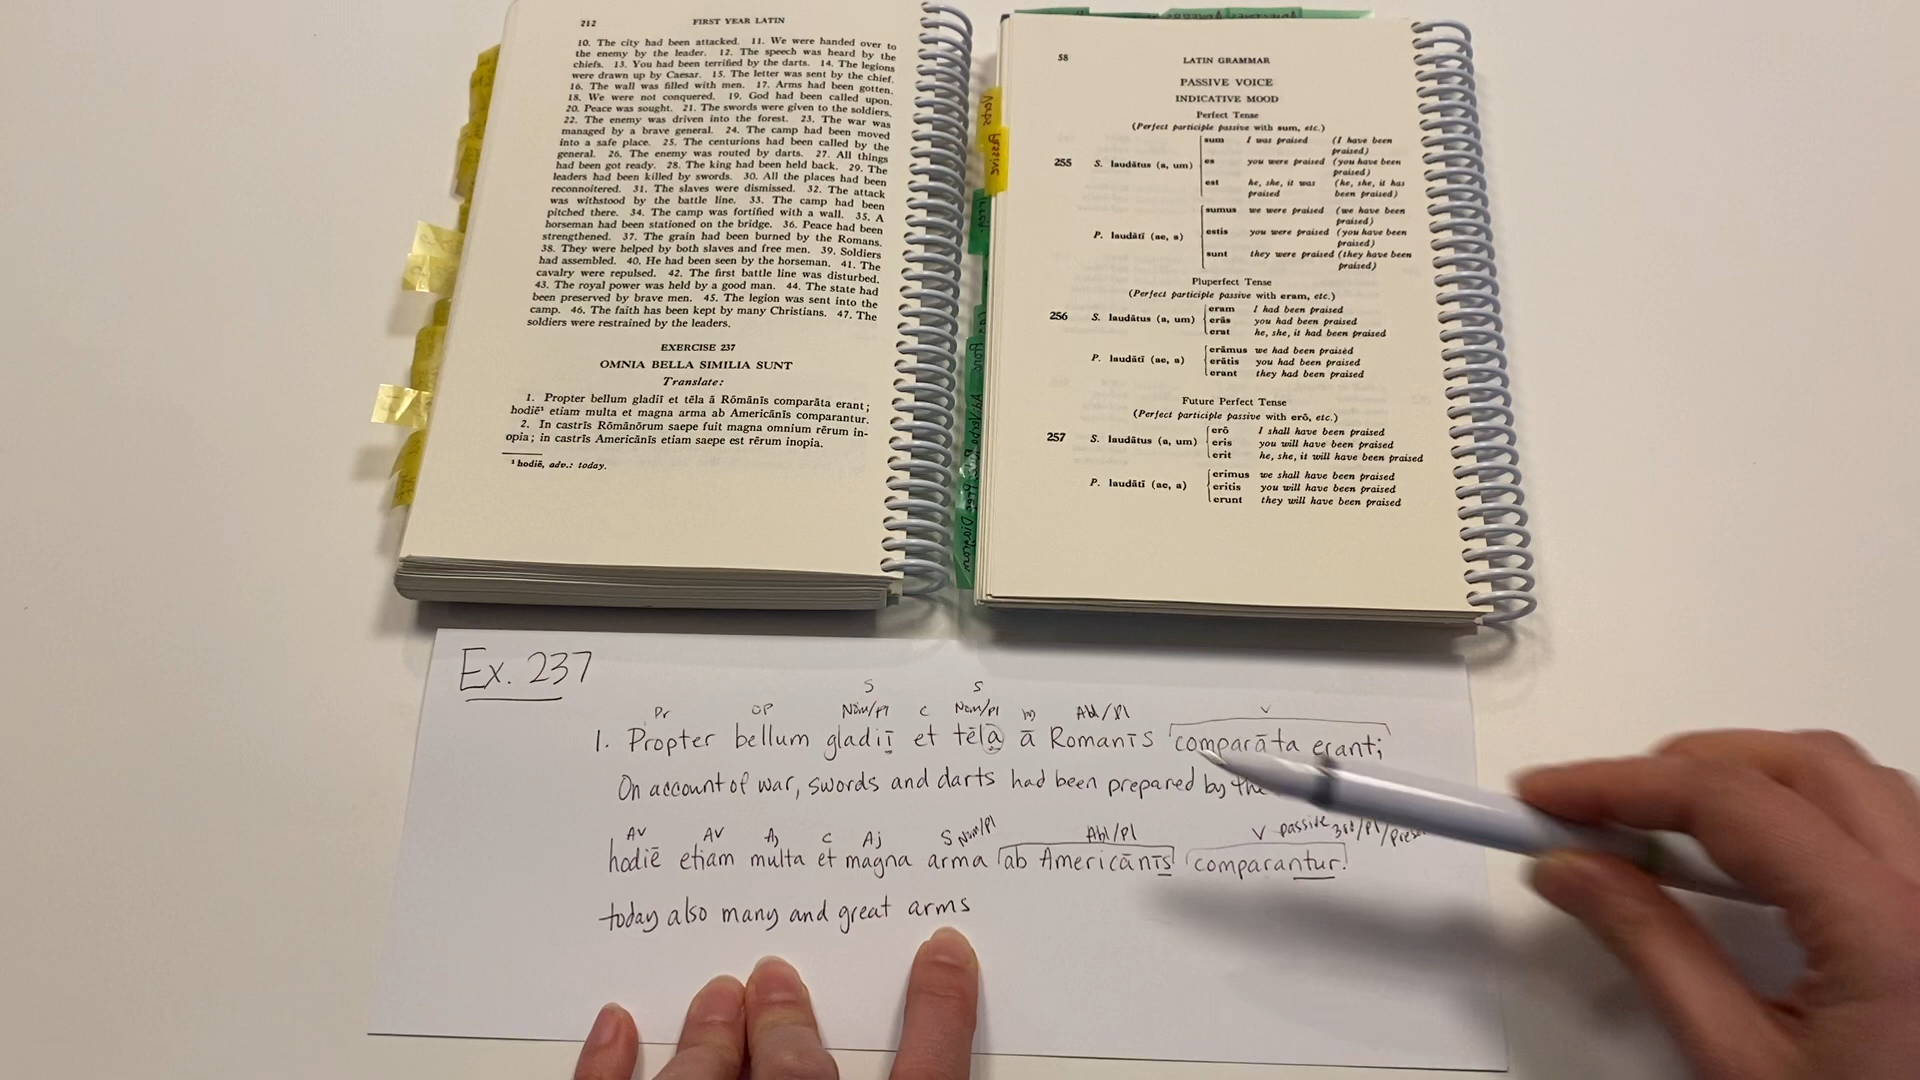 212 FIRST YEAR LATIN
10. The city had been attacked. 11. We were handed over to
the enemy by the leader. 12. The speech was heard by the
chiefs. 13. You had been terrified by the darts. 14. The legions
were drawn up by Caesar. 15. The letter was sent by the chief.
16. The wall was filled with men. 17. Arms had been gotten.
18. We were not conquered. 19. God had been called upon.
20. Peace was sought. 21. The swords were given to the soldiers.
22. The enemy was driven into the forest. 23. The war was
managed by a brave general. 24. The camp had been moved
into a safe place. 25. The centurions had been called by the
general. 26. The enemy was routed by darts. 27. All things
had been got ready. 28. The king had been held back. 29. The
leaders had been killed by swords. 30. All the places had been
reconnoitered. 31. The slaves were dismissed. 32. The attack
was withstood by the battle line. 33. The camp had been
pitched there. 34. The camp was fortified with a wall. 35. A
horseman had been stationed on the bridge. 36. Peace had been
strengthened. 37. The grain had been burned by the Romans.
38. They were helped by both slaves and free men. 39. Soldiers
had assembled. 40. He had been seen by the horseman. 41. The
cavalry were repulsed. 42. The first battle line was disturbed.
43. The royal power was held by a good man. 44. The state had
been preserved by brave men. 45. The legion was sent into the
camp. 46. The faith has been kept by many Christians. 47. The
soldiers were restrained by the leaders.
EXERCISE 237
OMNIA BELLA SIMILIA SUNT
Translate:
1. Propter bellum gladiī et tēla ā Rōmānīs comparāta erant;
hodiē¹ etiam multa et magna arma ab Americānīs comparantur.
2. In castrīs Rōmānōrum saepe fuit magna omnium rērum in-
opia; in castrīs Americānīs etiam saepe est rērum inopia.
¹ hodiē, adv.: today.
58 LATIN GRAMMAR
PASSIVE VOICE
INDICATIVE MOOD
Perfect Tense
(Perfect participle passive with sum, etc.)
sum I was praised (I have been
praised)
255 S. laudātus (a, um) es you were praised (you have been
praised)
est he, she, it was (he, she, it has
praised been praised)
sumus we were praised (we have been
praised)
P. laudātī (ae, a) estis you were praised (you have been
praised)
sunt they were praised (they have been
praised)
Pluperfect Tense
(Perfect participle passive with eram, etc.)
eram I had been praised
256 S. laudātus (a, um) erās you had been praised
erat he, she, it had been praised
erāmus we had been praised
P. laudātī (ae, a) erātis you had been praised
erant they had been praised
Future Perfect Tense
(Perfect participle passive with erō, etc.)
erō I shall have been praised
257 S. laudātus (a, um) eris you will have been praised
erit he, she, it will have been praised
erimus we shall have been praised
P. laudātī (ae, a) eritis you will have been praised
erunt they will have been praised
Ex. 237
S S
Pr OP Nom/Pl c Nom/Pl Abl/Pl V
1. Propter bellum gladiī et tēla ā Romanīs comparāta erant;
On account of war, swords and darts had been prepared by the
Av Av Aj c Aj S Nom/Pl Abl/Pl V passive 3rd/Pl/
hodiē etiam multa et magna arma ab Americānīs comparantur.
today also many and great arms